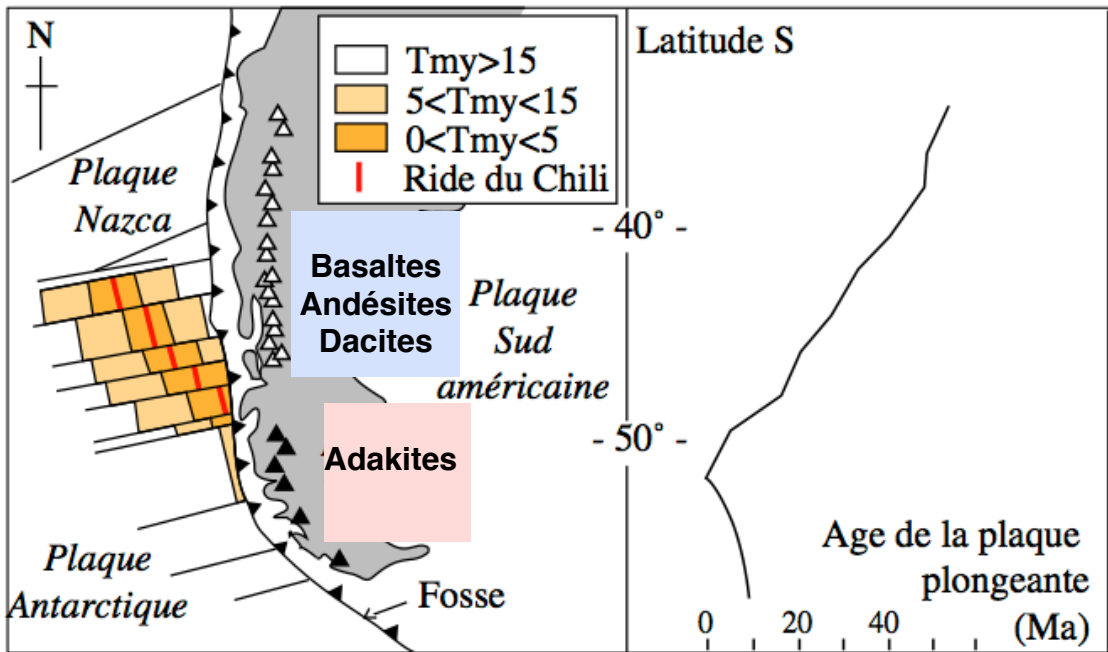 N
Tmy>15
5<Tmy<15
0<Tmy<5
Ride du Chili
Plaque
Nazca
Basaltes
Andésites
Dacites
Plaque
Sud
américaine
Adakites
Plaque
Antarctique
Fosse
Latitude S
- 40° -
- 50° -
Age de la plaque
plongeante
0 20 40 (Ma)